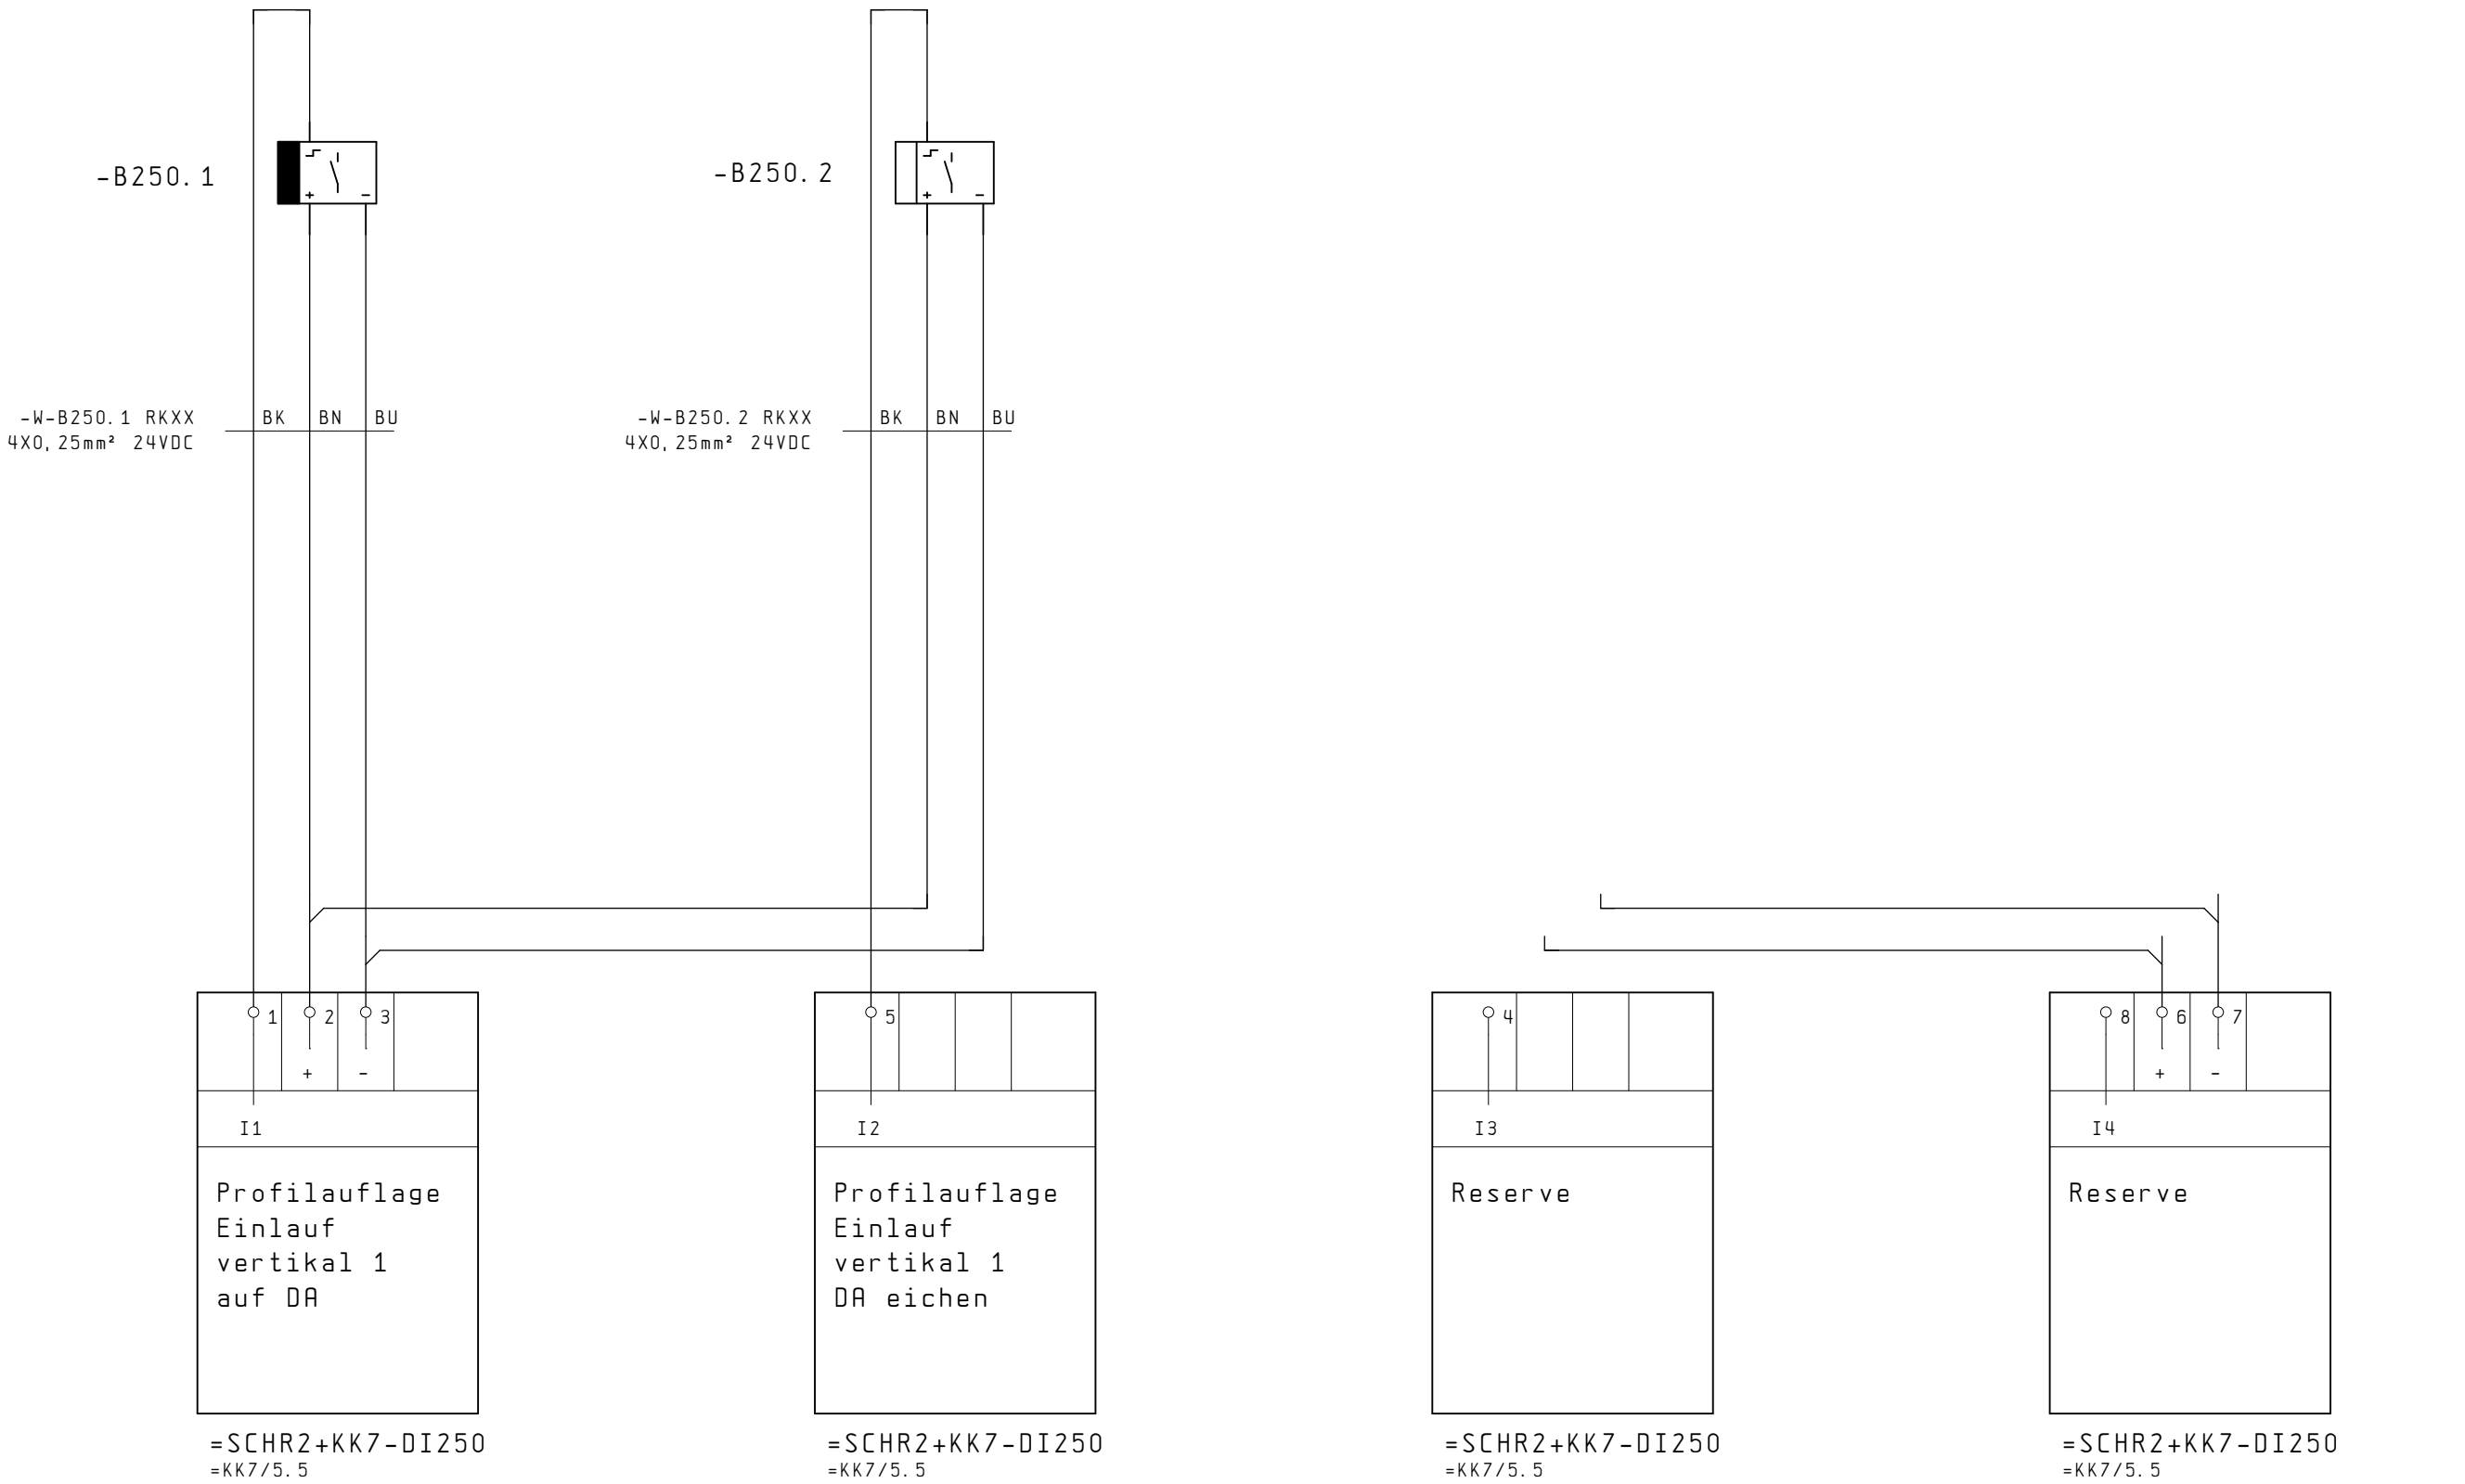 -B250.1
-B250.2
-W-B250.1 RKXX
4X0,25mm² 24VDC
BK BN BU
-W-B250.2 RKXX
4X0,25mm² 24VDC
BK BN BU
1 2 3
+ -
I1
Profilauflage
Einlauf
vertikal 1
auf DA
=SCHR2+KK7-DI250
=KK7/5.5
5
I2
Profilauflage
Einlauf
vertikal 1
DA eichen
=SCHR2+KK7-DI250
=KK7/5.5
4
I3
Reserve
=SCHR2+KK7-DI250
=KK7/5.5
8 6 7
+ -
I4
Reserve
=SCHR2+KK7-DI250
=KK7/5.5